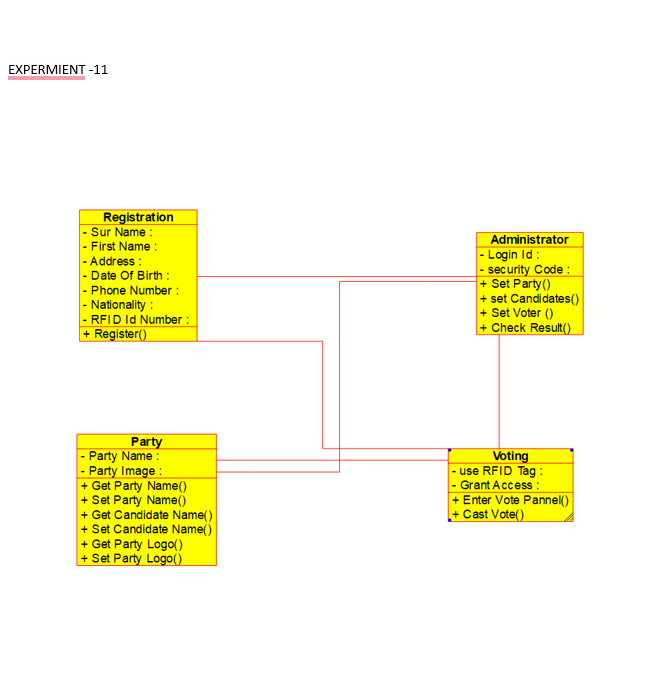 EXPERMIENT -11
Registration
- Sur Name :
- First Name :
- Address :
- Date Of Birth :
- Phone Number :
- Nationality :
- RFID Id Number :
+ Register()
Administrator
- Login Id :
- security Code :
+ Set Party()
+ set Candidates()
+ Set Voter ()
+ Check Result()
Party
- Party Name :
- Party Image :
+ Get Party Name()
+ Set Party Name()
+ Get Candidate Name()
+ Set Candidate Name()
+ Get Party Logo()
+ Set Party Logo()
Voting
- use RFID Tag :
- Grant Access :
+ Enter Vote Pannel()
+ Cast Vote()